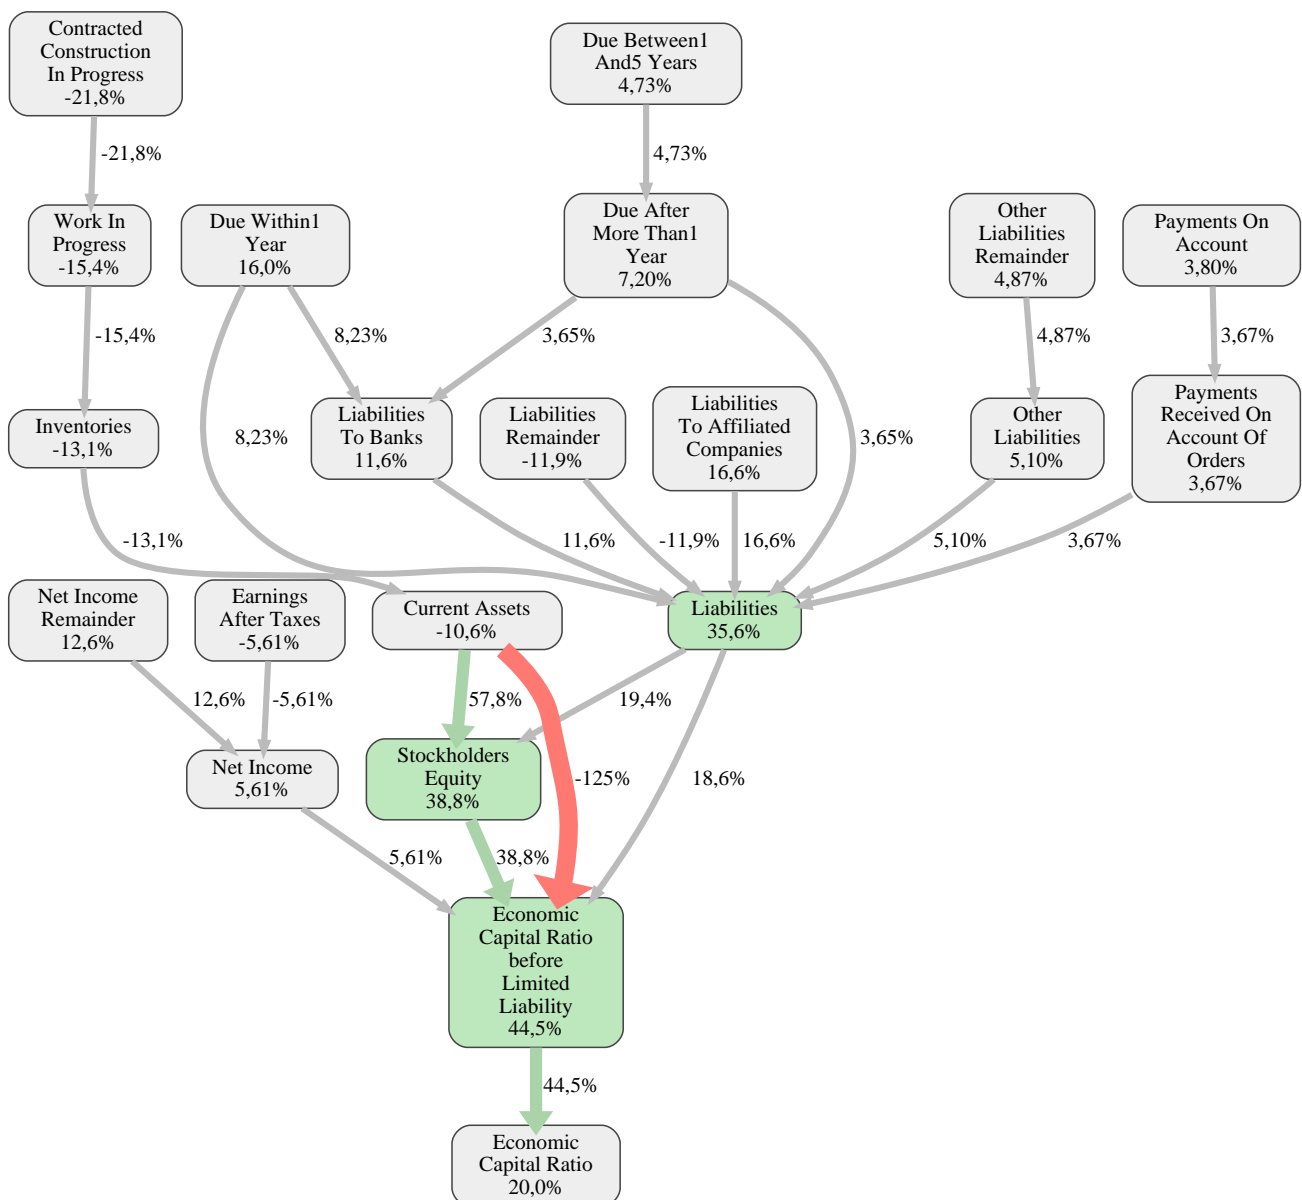 Contracted
Construction
In Progress
-21,8%
Due Between1
And5 Years
4,73%
-21,8%
4,73%
Work In
Progress
-15,4%
Due Within1
Year
16,0%
Due After
More Than1
Year
7,20%
Other
Liabilities
Remainder
4,87%
Payments On
Account
3,80%
-15,4%
8,23%
3,65%
4,87%
3,67%
Inventories
-13,1%
8,23%
Liabilities
To Banks
11,6%
Liabilities
Remainder
-11,9%
Liabilities
To Affiliated
Companies
16,6%
3,65%
Other
Liabilities
5,10%
Payments
Received On
Account Of
Orders
3,67%
-13,1%
11,6%
-11,9%
16,6%
5,10%
3,67%
Net Income
Remainder
12,6%
Earnings
After Taxes
-5,61%
Current Assets
-10,6%
Liabilities
35,6%
12,6%
-5,61%
57,8%
19,4%
Net Income
5,61%
Stockholders
Equity
38,8%
-125%
18,6%
5,61%
38,8%
Economic
Capital Ratio
before
Limited
Liability
44,5%
44,5%
Economic
Capital Ratio
20,0%